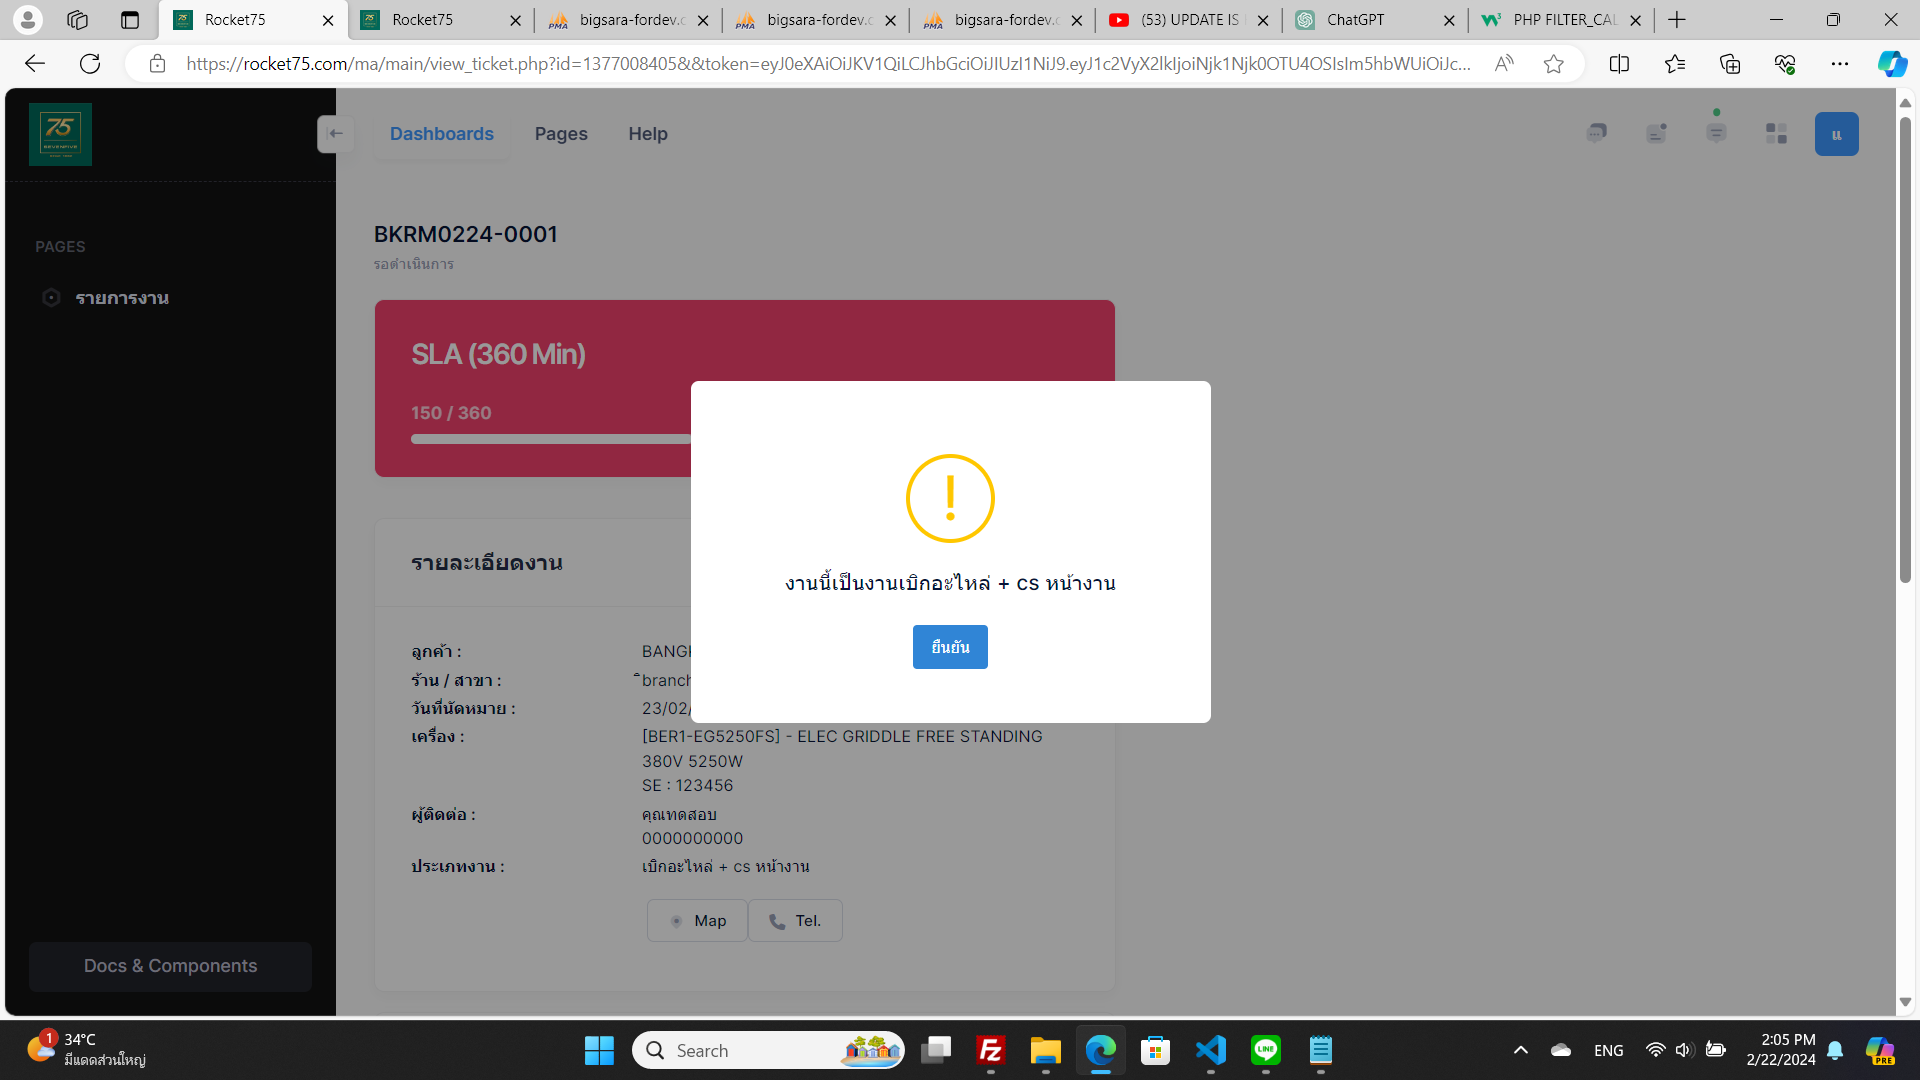 Rocket75
Rocket75
bigsara-fordev.c
bigsara-fordev.c
bigsara-fordev.c
(53) UPDATE IS
ChatGPT
PHP FILTER_CAL
https://rocket75.com/ma/main/view_ticket.php?id=1377008405&&token=eyJ0eXAiOiJKV1QiLCJhbGciOiJIUzI1NiJ9.eyJ1c2VyX2lkIjoiNjk1Njk0OTU4OSIsIm5hbWUiOiJc...
75
SEVENFIVE
Dashboards
Pages
Help
แ
PAGES
รายการงาน
Docs & Components
BKRM0224-0001
รอดำเนินการ
SLA (360 Min)
150 / 360
งานนี้เป็นงานเบิกอะไหล่ + cs หน้างาน
ยืนยัน
รายละเอียดงาน
ลูกค้า :
BANGK
ร้าน / สาขา :
ิbranch
วันที่นัดหมาย :
23/02/
เครื่อง :
[BER1-EG5250FS] - ELEC GRIDDLE FREE STANDING
380V 5250W
SE : 123456
ผู้ติดต่อ :
คุณทดสอบ
0000000000
ประเภทงาน :
เบิกอะไหล่ + cs หน้างาน
Map
Tel.
1
34°C
มีแดดส่วนใหญ่
Search
ENG
2:05 PM
2/22/2024
PRE